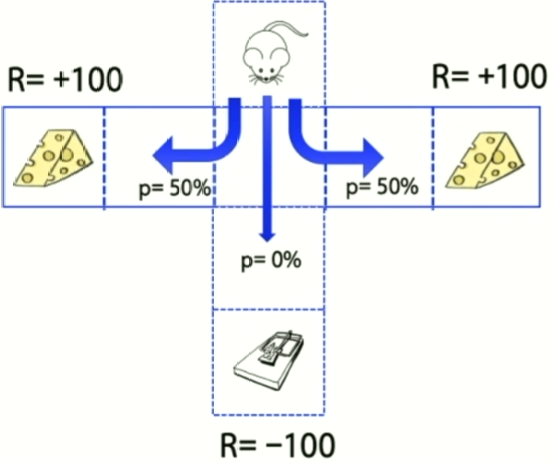 R= +100
R= +100
p= 50%
p= 50%
p= 0%
R= −100